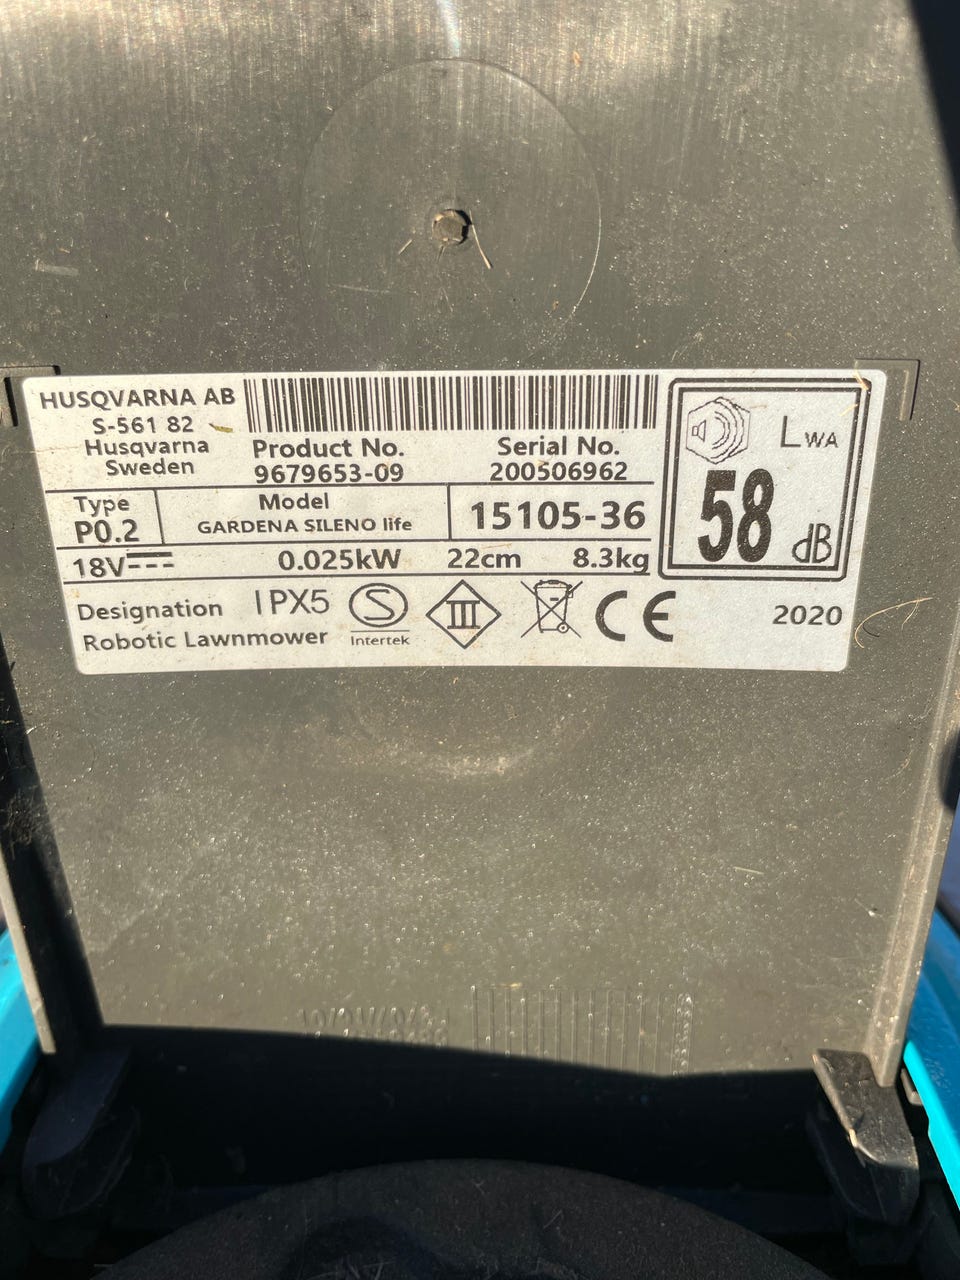 HUSQVARNA AB
S-561 82
Husqvarna
Sweden
Product No.
9679653-09
Serial No.
200506962
LWA
58
dB
Type
P0.2
Model
GARDENA SILENO life
15105-36
18V
0.025kW 22cm 8.3kg
Designation
Robotic Lawnmower
IPX5
S
Intertek
III
CE
2020